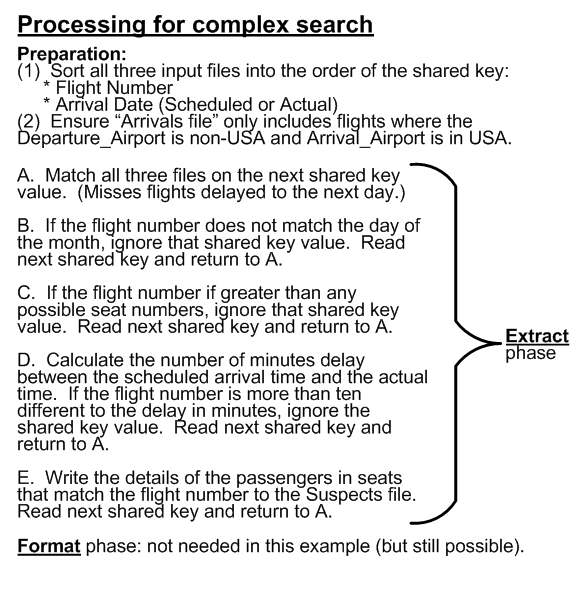 Processing for complex search
Preparation:
(1)  Sort all three input files into the order of the shared key:
* Flight Number
* Arrival Date (Scheduled or Actual)
(2)  Ensure “Arrivals file” only includes flights where the
Departure_Airport is non-USA and Arrival_Airport is in USA.
A.  Match all three files on the next shared key
value.  (Misses flights delayed to the next day.)
B.  If the flight number does not match the day of
the month, ignore that shared key value.  Read
next shared key and return to A.
C.  If the flight number if greater than any
possible seat numbers, ignore that shared key
value.  Read next shared key and return to A.
D.  Calculate the number of minutes delay
between the scheduled arrival time and the actual
time.  If the flight number is more than ten
different to the delay in minutes, ignore the
shared key value.  Read next shared key and
return to A.
E.  Write the details of the passengers in seats
that match the flight number to the Suspects file.
Read next shared key and return to A.
Extract
phase
Format phase: not needed in this example (but still possible).